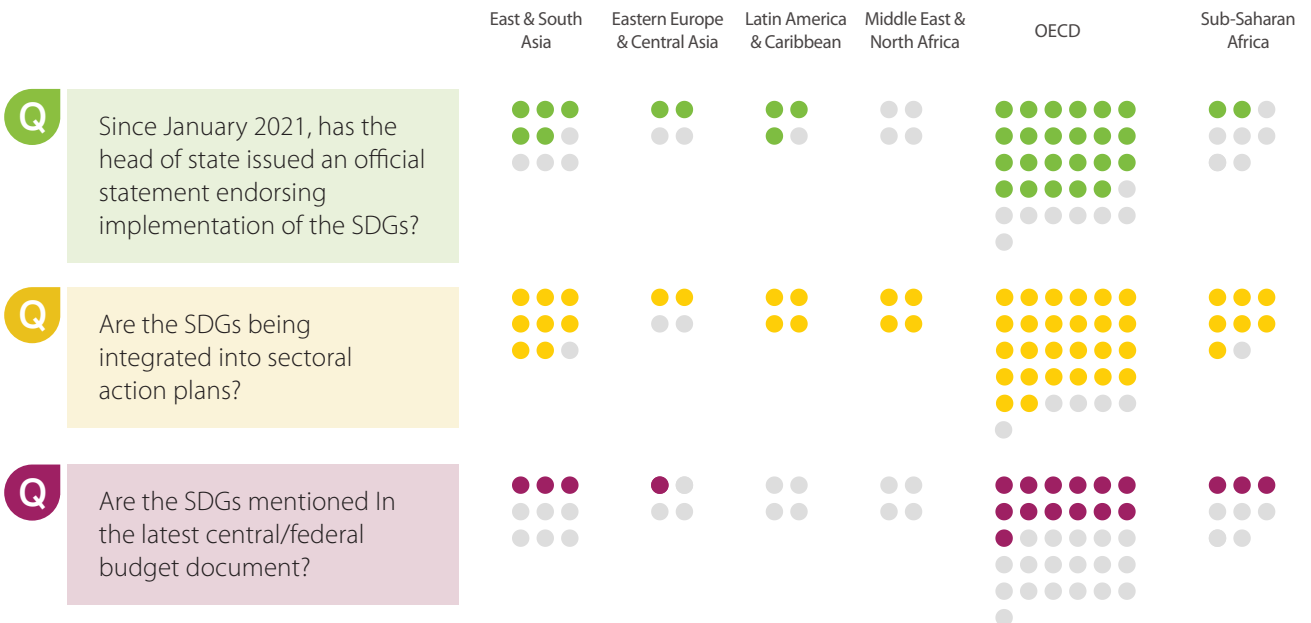 East & South
Asia
Eastern Europe
& Central Asia
Latin America
& Caribbean
Middle East &
North Africa
OECD
Sub-Saharan
Africa
Q
Since January 2021, has the
head of state issued an official
statement endorsing
implementation of the SDGs?
Q
Are the SDGs being
integrated into sectoral
action plans?
Q
Are the SDGs mentioned In
the latest central/federal
budget document?